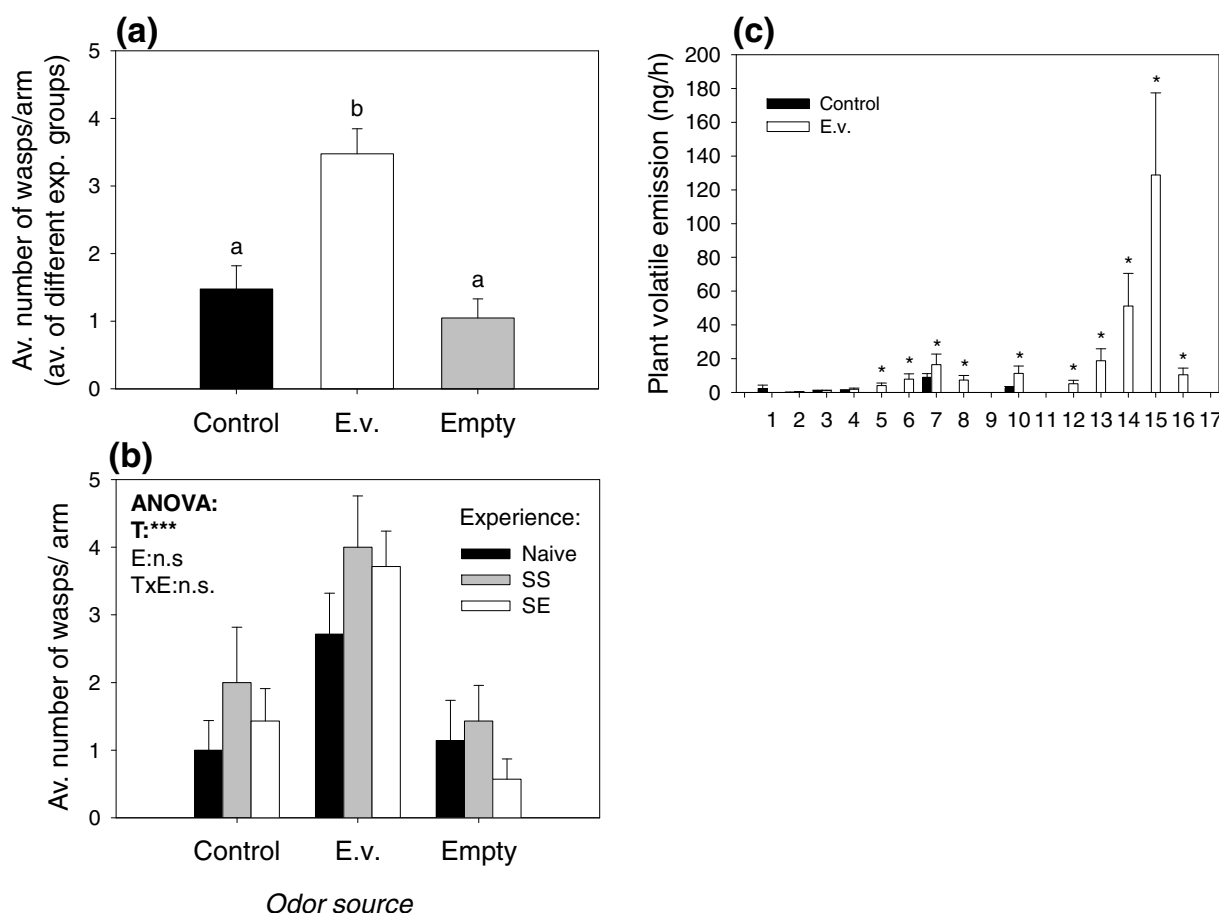 (a)
5
4
3
2
1
0
Av. number of wasps/arm
(av. of different exp. groups)
a
b
a
Control E.v. Empty
(b)
5
4
3
2
1
0
Av. number of wasps/ arm
ANOVA:
T:***
E:n.s
TxE:n.s.
Experience:
Naive
SS
SE
Control E.v. Empty
Odor source
(c)
200
180
160
140
120
100
80
60
40
20
0
Plant volatile emission (ng/h)
Control
E.v.
* * * * * * * * * *
1 2 3 4 5 6 7 8 9 10 11 12 13 14 15 16 17